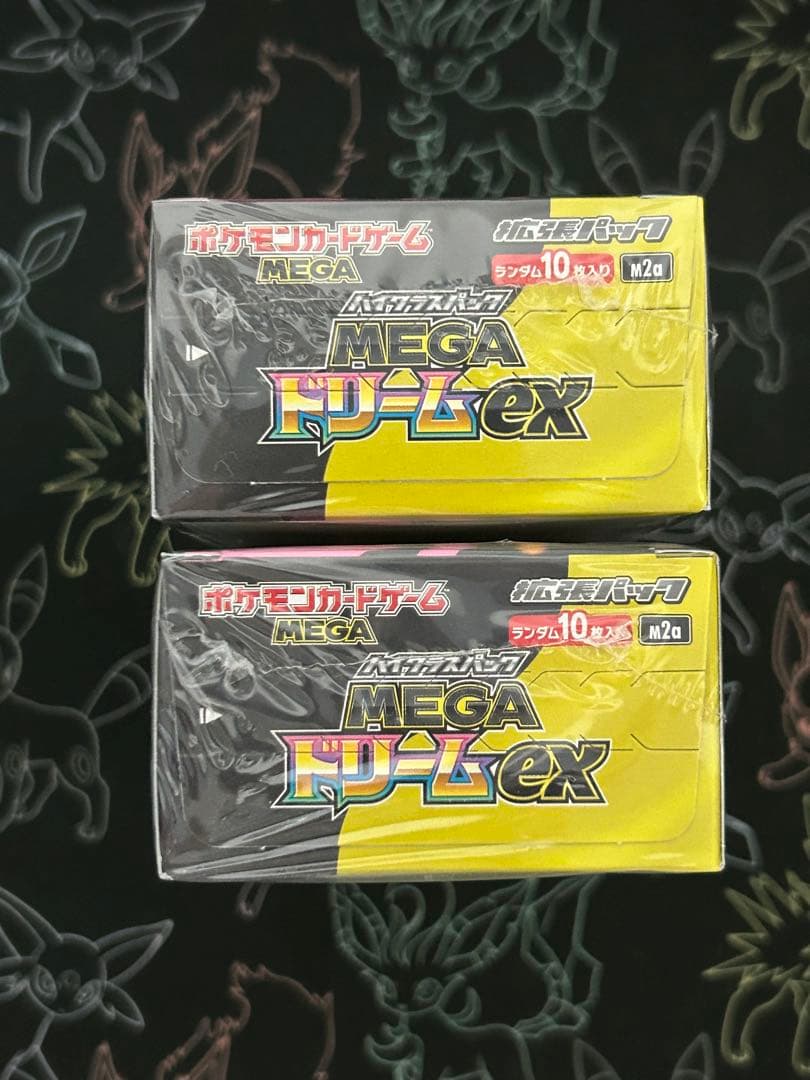 ポケモンカードゲーム
MEGA
拡張パック
ランダム10枚入り
M2a
ハイクラスパック
MEGA
ドリームex
ポケモンカードゲーム
MEGA
拡張パック
ランダム10枚入り
M2a
ハイクラスパック
MEGA
ドリームex